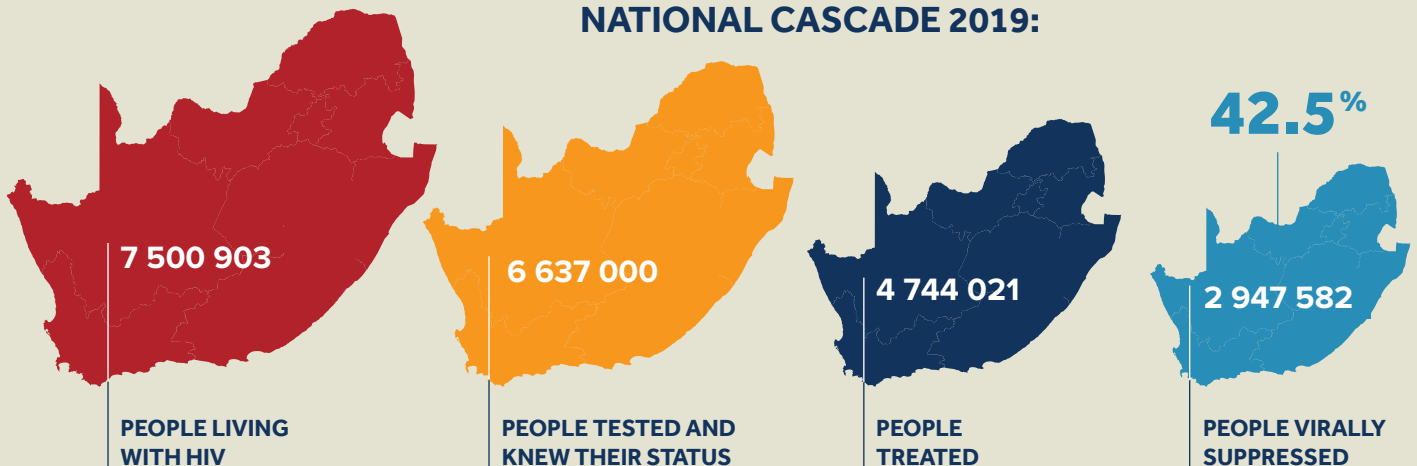 NATIONAL CASCADE 2019:
42.5%
7 500 903
6 637 000
4 744 021
2 947 582
PEOPLE LIVING
WITH HIV
PEOPLE TESTED AND
KNEW THEIR STATUS
PEOPLE
TREATED
PEOPLE VIRALLY
SUPPRESSED